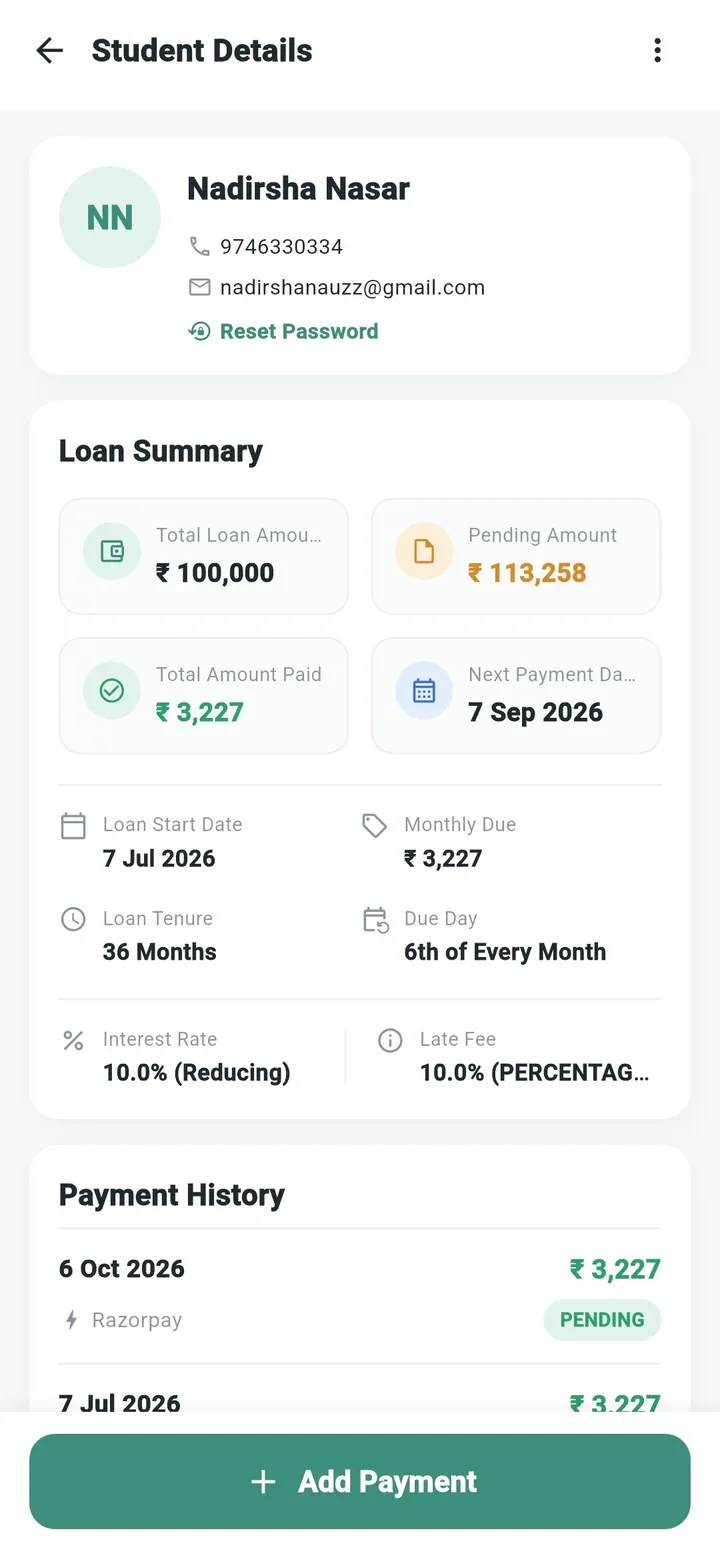 Student Details
NN
Nadirsha Nasar
9746330334
nadirshanauzz@gmail.com
Reset Password
Loan Summary
Total Loan Amou...
₹ 100,000
Pending Amount
₹ 113,258
Total Amount Paid
₹ 3,227
Next Payment Da...
7 Sep 2026
Loan Start Date
7 Jul 2026
Monthly Due
₹ 3,227
Loan Tenure
36 Months
Due Day
6th of Every Month
Interest Rate
10.0% (Reducing)
Late Fee
10.0% (PERCENTAG...
Payment History
6 Oct 2026
₹ 3,227
Razorpay
PENDING
7 Jul 2026
₹ 3,227
+ Add Payment